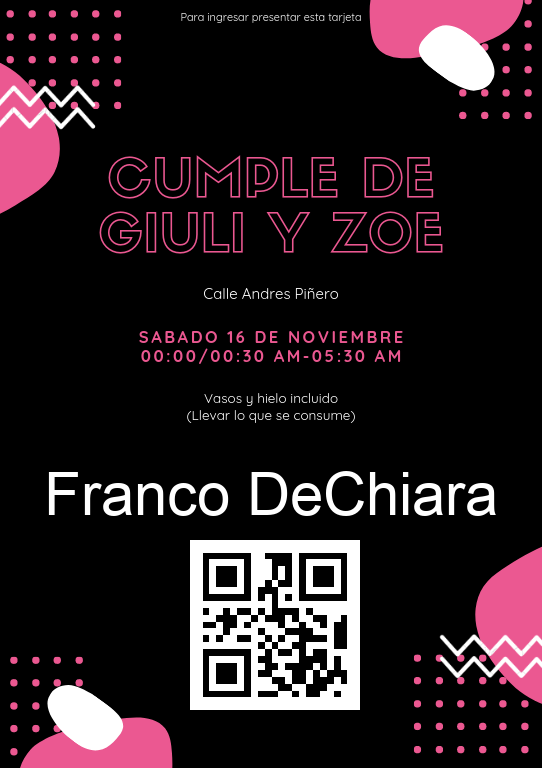 Para ingresar presentar esta tarjeta
CUMPLE DE
GIULI Y ZOE
Calle Andres Piñero
SABADO 16 DE NOVIEMBRE
00:00/00:30 AM-05:30 AM
Vasos y hielo incluido
(Llevar lo que se consume)
Franco DeChiara